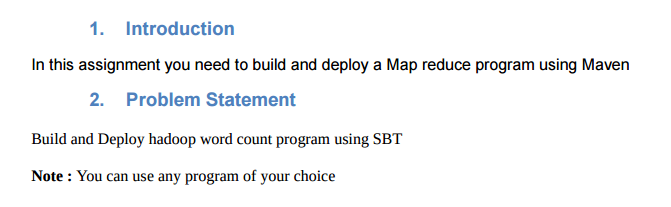 1. Introduction
In this assignment you need to build and deploy a Map reduce program using Maven
2. Problem Statement
Build and Deploy hadoop word count program using SBT
Note : You can use any program of your choice